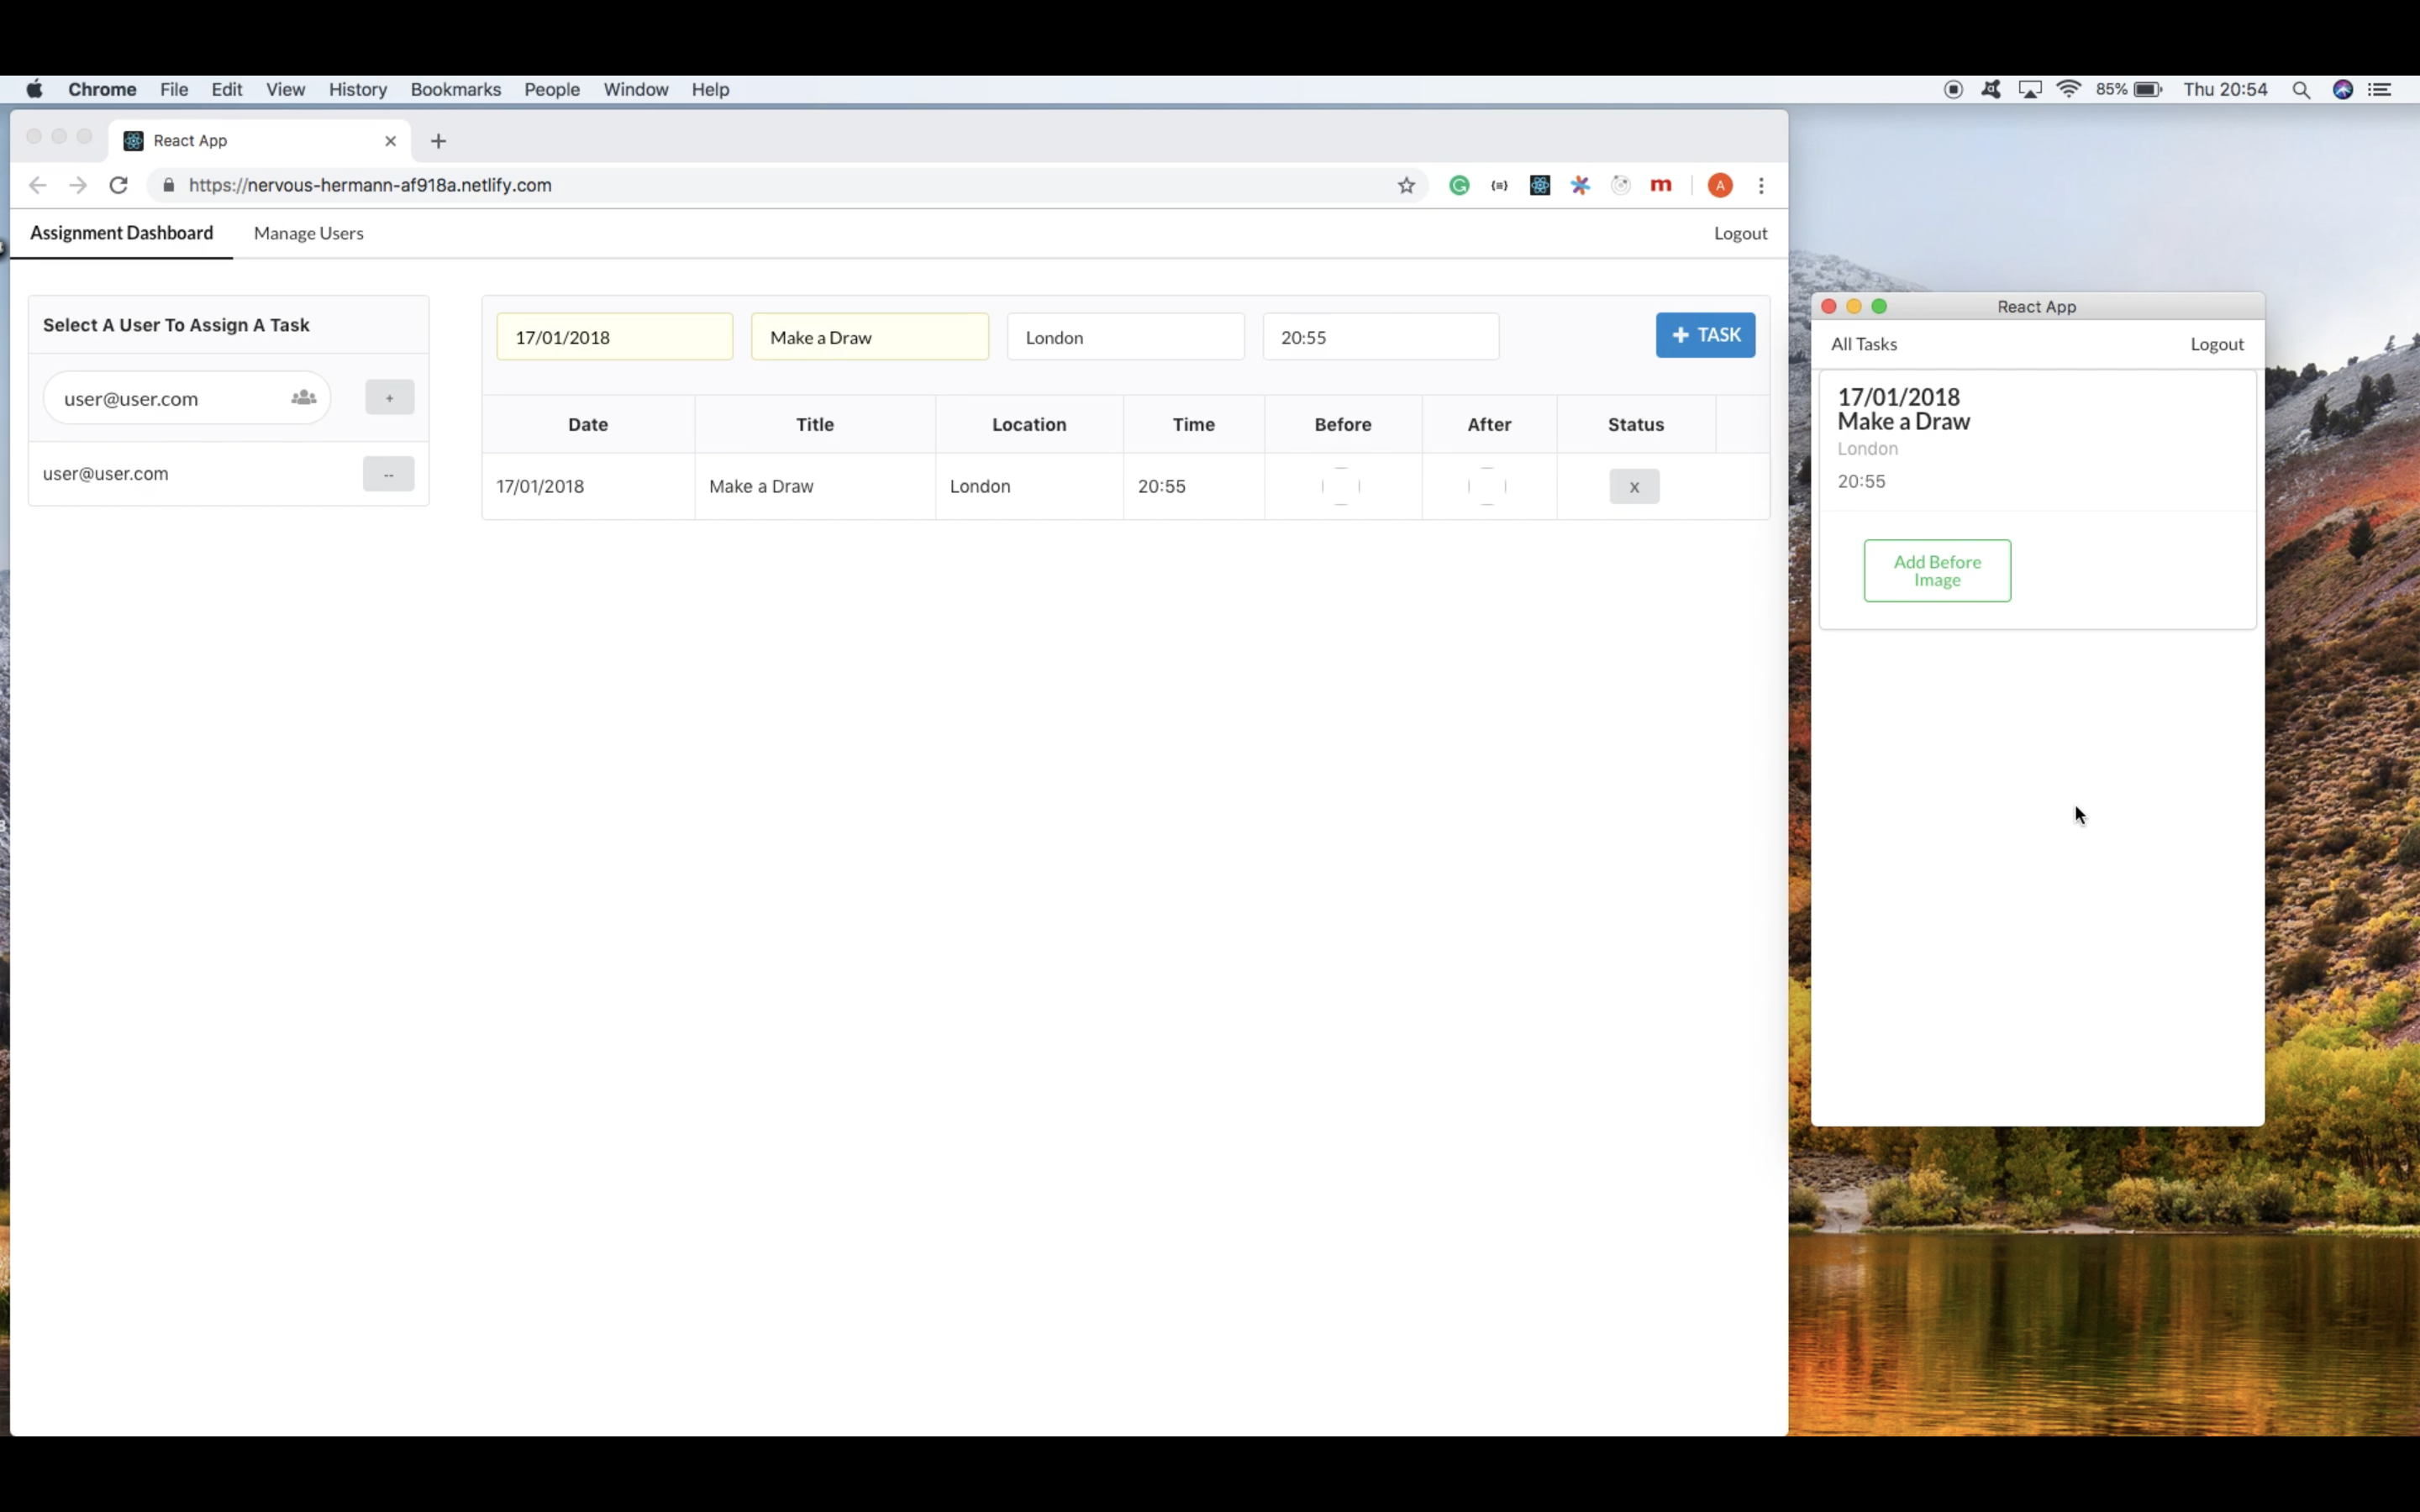 Chrome File Edit View History Bookmarks People Window Help 85% Thu 20:54
React App
https://nervous-hermann-af918a.netlify.com A
Assignment Dashboard Manage Users Logout
Select A User To Assign A Task
user@user.com +
user@user.com --
17/01/2018 Make a Draw London 20:55 + TASK
Date Title Location Time Before After Status
17/01/2018 Make a Draw London 20:55 x
React App
All Tasks Logout
17/01/2018
Make a Draw
London
20:55
Add Before
Image